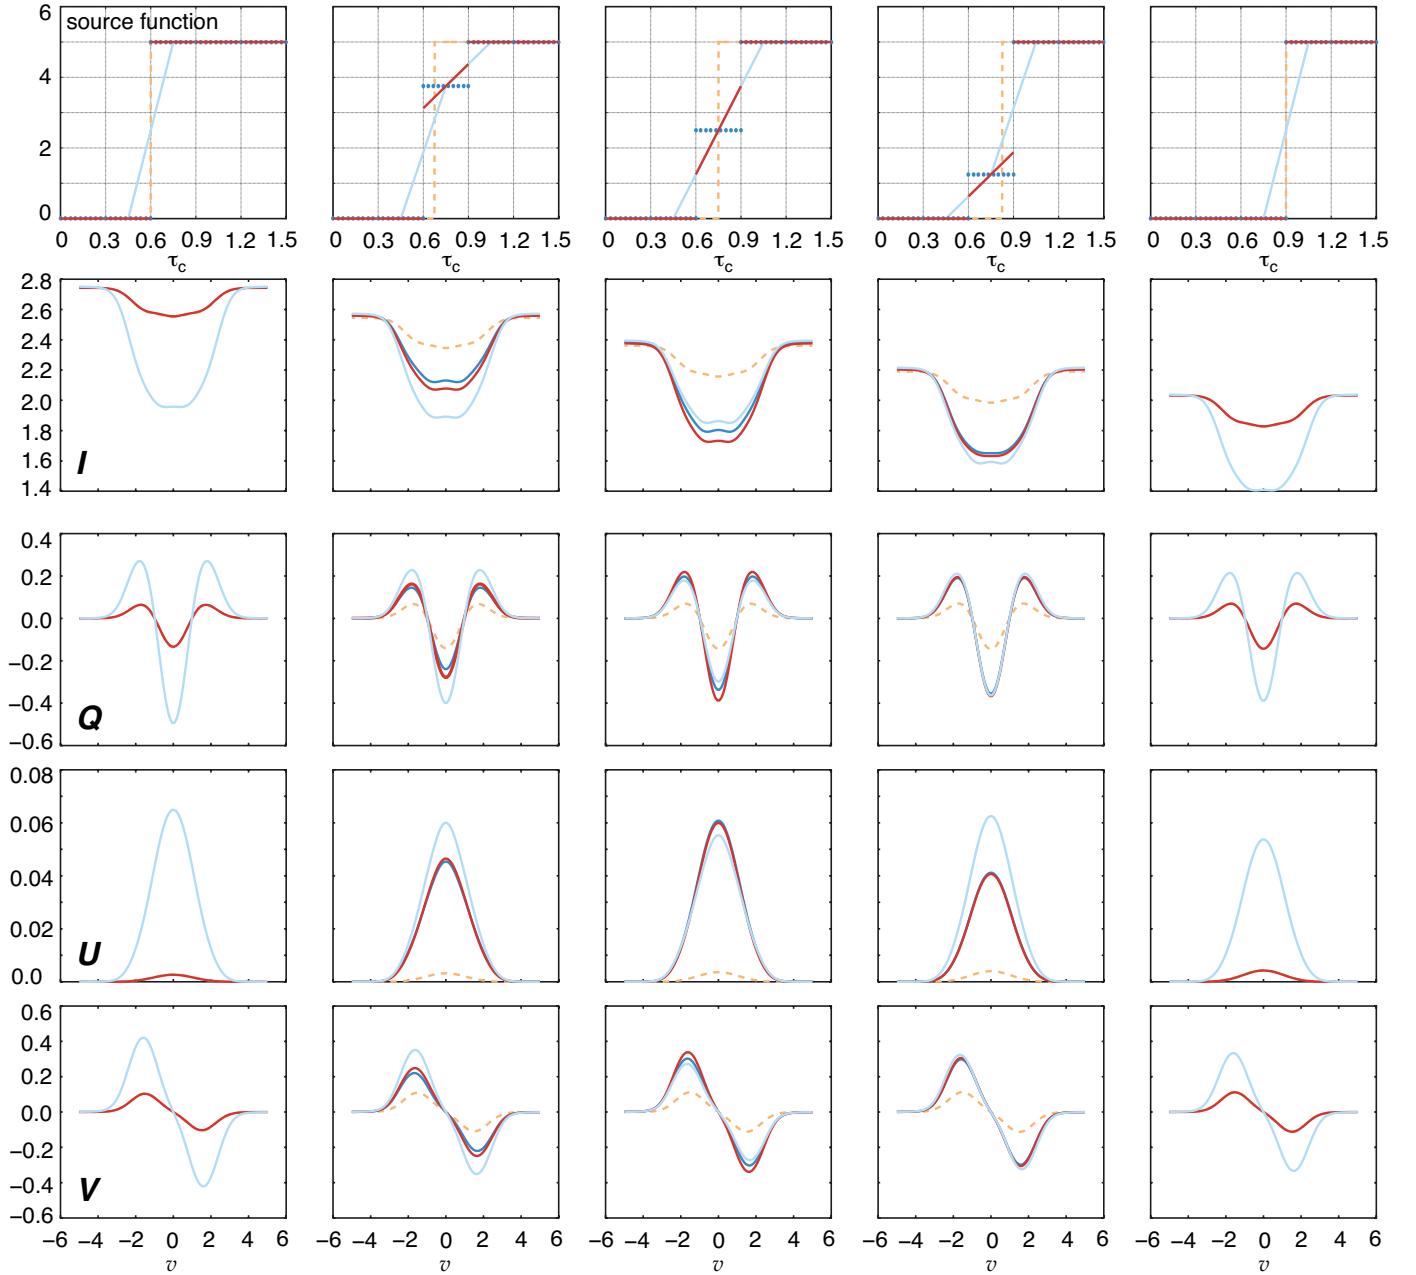 source function
6
4
2
0
0 0.3 0.6 0.9 1.2 1.5
0 0.3 0.6 0.9 1.2 1.5
0 0.3 0.6 0.9 1.2 1.5
0 0.3 0.6 0.9 1.2 1.5
0 0.3 0.6 0.9 1.2 1.5
τc τc τc τc τc
2.8
2.6
2.4
2.2
2.0
1.8
1.6
1.4
I
0.4
0.2
0.0
−0.2
−0.4
−0.6
Q
0.08
0.06
0.04
0.02
0.0
U
0.6
0.4
0.2
0.0
−0.2
−0.4
−0.6
V
−6 −4 −2 0 2 4 6
−6 −4 −2 0 2 4 6
−6 −4 −2 0 2 4 6
−6 −4 −2 0 2 4 6
−6 −4 −2 0 2 4 6
v v v v v